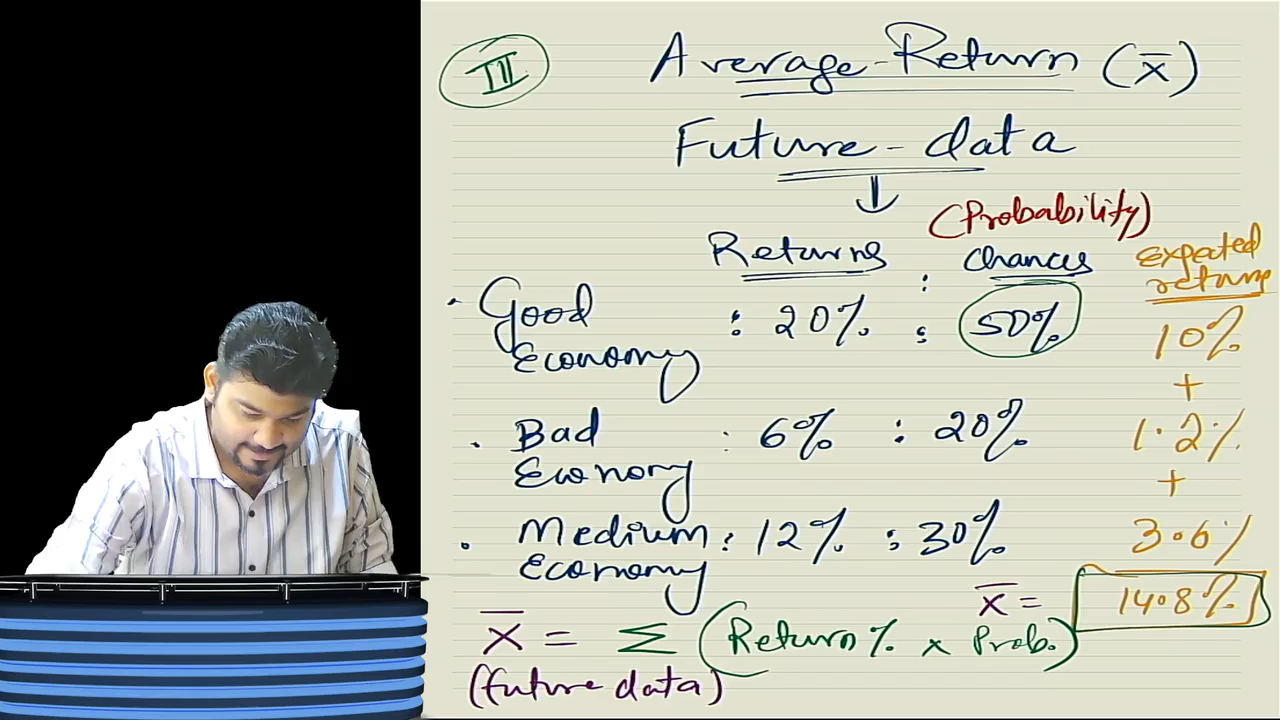 II Average-Return (x̄)
Future-data
(Probability)
Returns : Chances Expected returns
Good Economy : 20% : 50% 10%
+
Bad Economy : 6% : 20% 1.2%
+
Medium Economy : 12% : 30% 3.6%
x̄ = 14.8%
x̄ = Σ (Return% x Prob.)
(future data)